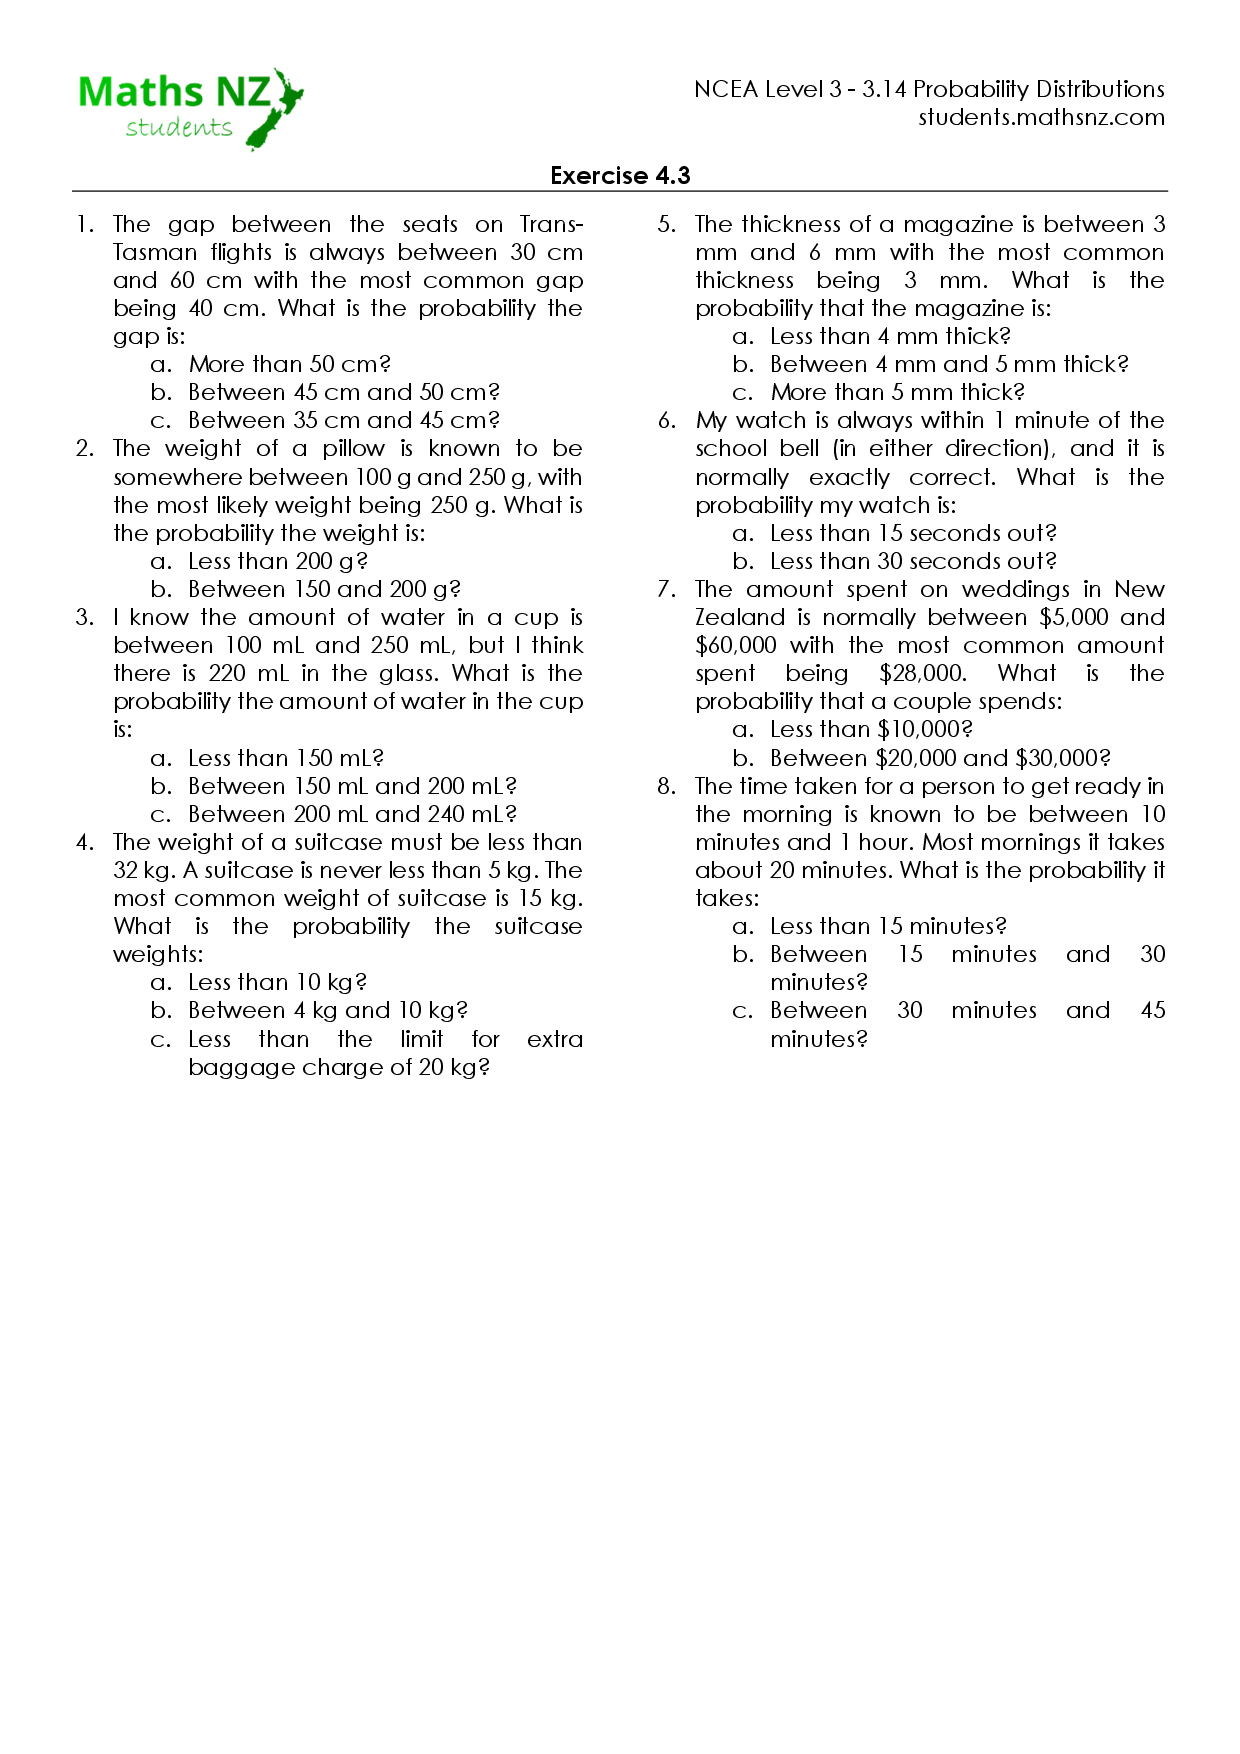 Maths NZ
students
NCEA Level 3 - 3.14 Probability Distributions
students.mathsnz.com
Exercise 4.3
1. The gap between the seats on Trans-
Tasman flights is always between 30 cm
and 60 cm with the most common gap
being 40 cm. What is the probability the
gap is:
a. More than 50 cm?
b. Between 45 cm and 50 cm?
c. Between 35 cm and 45 cm?
2. The weight of a pillow is known to be
somewhere between 100 g and 250 g, with
the most likely weight being 250 g. What is
the probability the weight is:
a. Less than 200 g?
b. Between 150 and 200 g?
3. I know the amount of water in a cup is
between 100 mL and 250 mL, but I think
there is 220 mL in the glass. What is the
probability the amount of water in the cup
is:
a. Less than 150 mL?
b. Between 150 mL and 200 mL?
c. Between 200 mL and 240 mL?
4. The weight of a suitcase must be less than
32 kg. A suitcase is never less than 5 kg. The
most common weight of suitcase is 15 kg.
What is the probability the suitcase
weights:
a. Less than 10 kg?
b. Between 4 kg and 10 kg?
c. Less than the limit for extra
baggage charge of 20 kg?
5. The thickness of a magazine is between 3
mm and 6 mm with the most common
thickness being 3 mm. What is the
probability that the magazine is:
a. Less than 4 mm thick?
b. Between 4 mm and 5 mm thick?
c. More than 5 mm thick?
6. My watch is always within 1 minute of the
school bell (in either direction), and it is
normally exactly correct. What is the
probability my watch is:
a. Less than 15 seconds out?
b. Less than 30 seconds out?
7. The amount spent on weddings in New
Zealand is normally between $5,000 and
$60,000 with the most common amount
spent being $28,000. What is the
probability that a couple spends:
a. Less than $10,000?
b. Between $20,000 and $30,000?
8. The time taken for a person to get ready in
the morning is known to be between 10
minutes and 1 hour. Most mornings it takes
about 20 minutes. What is the probability it
takes:
a. Less than 15 minutes?
b. Between 15 minutes and 30
minutes?
c. Between 30 minutes and 45
minutes?